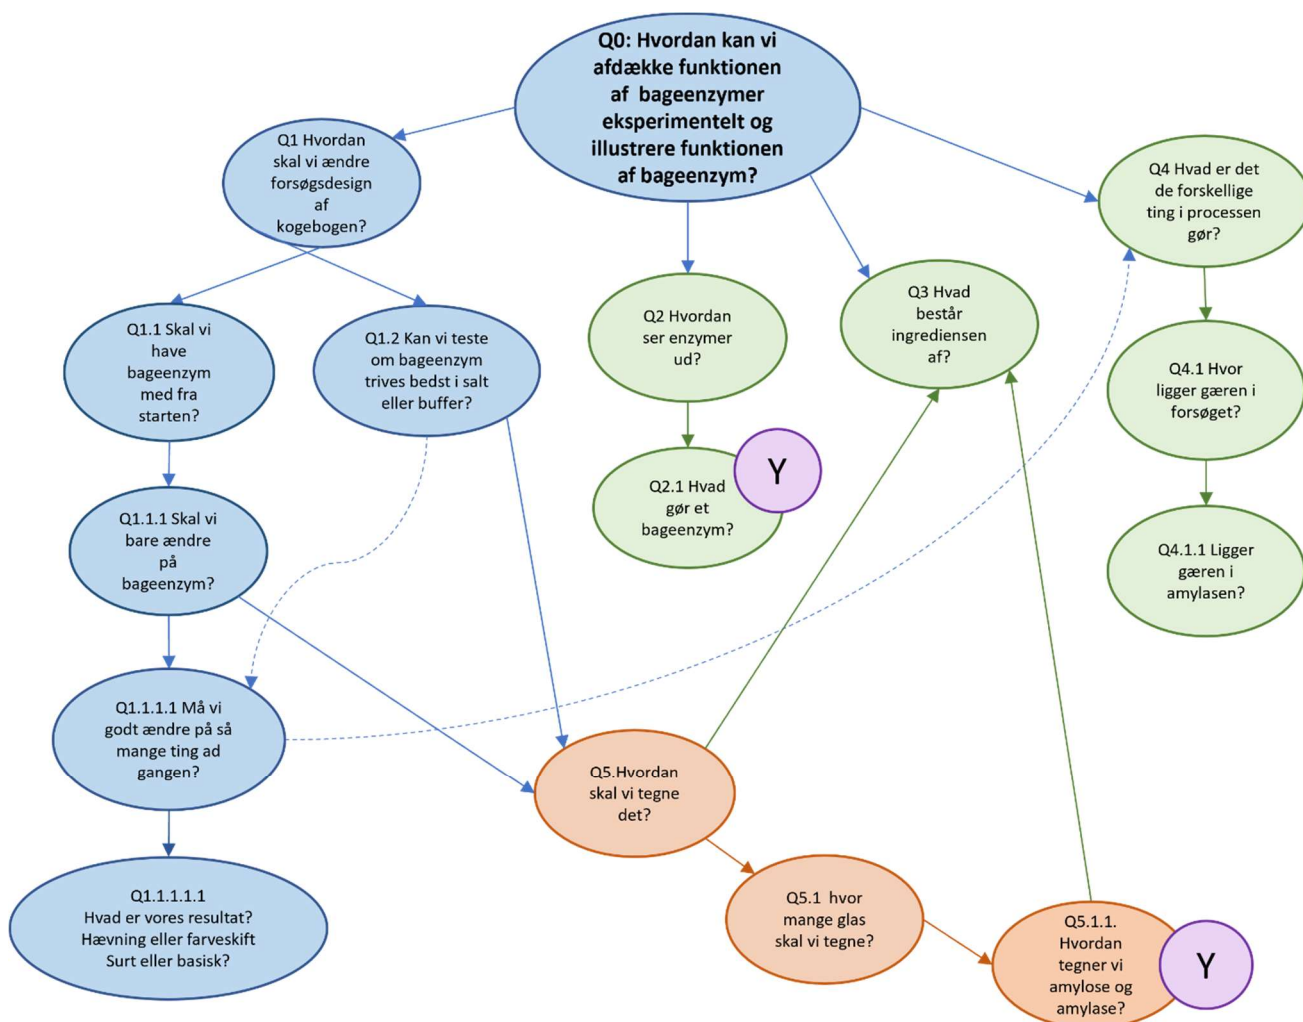 Q0: Hvordan kan vi
afdække funktionen
af bageenzymer
eksperimentelt og
illustrere funktionen
af bageenzym?
Q1 Hvordan
skal vi ændre
forsøgsdesign
af
kogebogen?
Q4 Hvad er det
de forskellige
ting i processen
gør?
Q1.1 Skal vi
have
bageenzym
med fra
starten?
Q1.2 Kan vi teste
om bageenzym
trives bedst i salt
eller buffer?
Q2 Hvordan
ser enzymer
ud?
Q3 Hvad
består
ingrediensen
af?
Q4.1 Hvor
ligger gæren i
forsøget?
Q1.1.1 Skal vi
bare ændre
på
bageenzym?
Q2.1 Hvad
gør et
bageenzym?
Y
Q4.1.1 Ligger
gæren i
amylasen?
Q1.1.1.1 Må vi
godt ændre på så
mange ting ad
gangen?
Q5.Hvordan
skal vi tegne
det?
Q1.1.1.1.1
Hvad er vores resultat?
Hævning eller farveskift
Surt eller basisk?
Q5.1 hvor
mange glas
skal vi tegne?
Q5.1.1.
Hvordan
tegner vi
amylose og
amylase?
Y